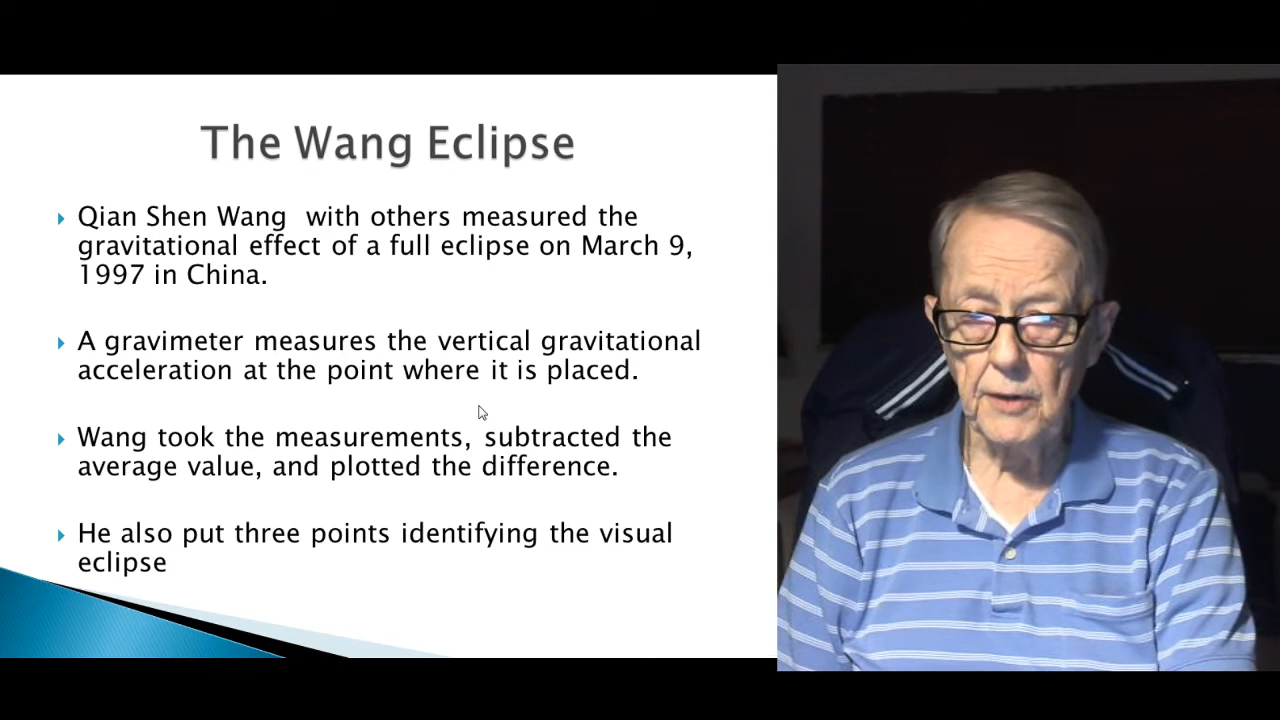 The Wang Eclipse
Qian Shen Wang  with others measured the
gravitational effect of a full eclipse on March 9,
1997 in China.
A gravimeter measures the vertical gravitational
acceleration at the point where it is placed.
Wang took the measurements, subtracted the
average value, and plotted the difference.
He also put three points identifying the visual
eclipse